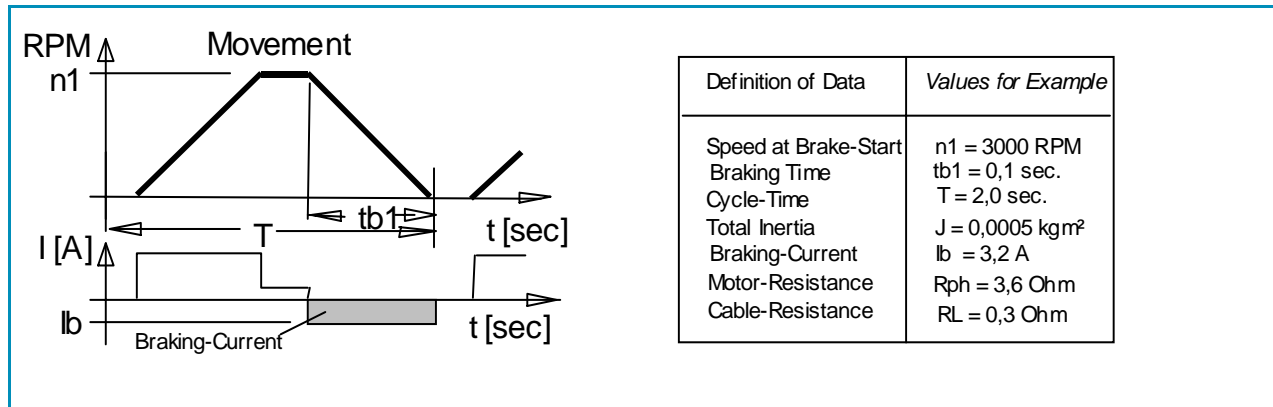 RPM
Movement
n1
tb1
T
t [sec]
I [A]
Ib
t [sec]
Braking-Current
Definition of Data Values for Example
Speed at Brake-Start n1 = 3000 RPM
Braking Time tb1 = 0,1 sec.
Cycle-Time T = 2,0 sec.
Total Inertia J = 0,0005 kgm²
Braking-Current Ib = 3,2 A
Motor-Resistance Rph = 3,6 Ohm
Cable-Resistance RL = 0,3 Ohm